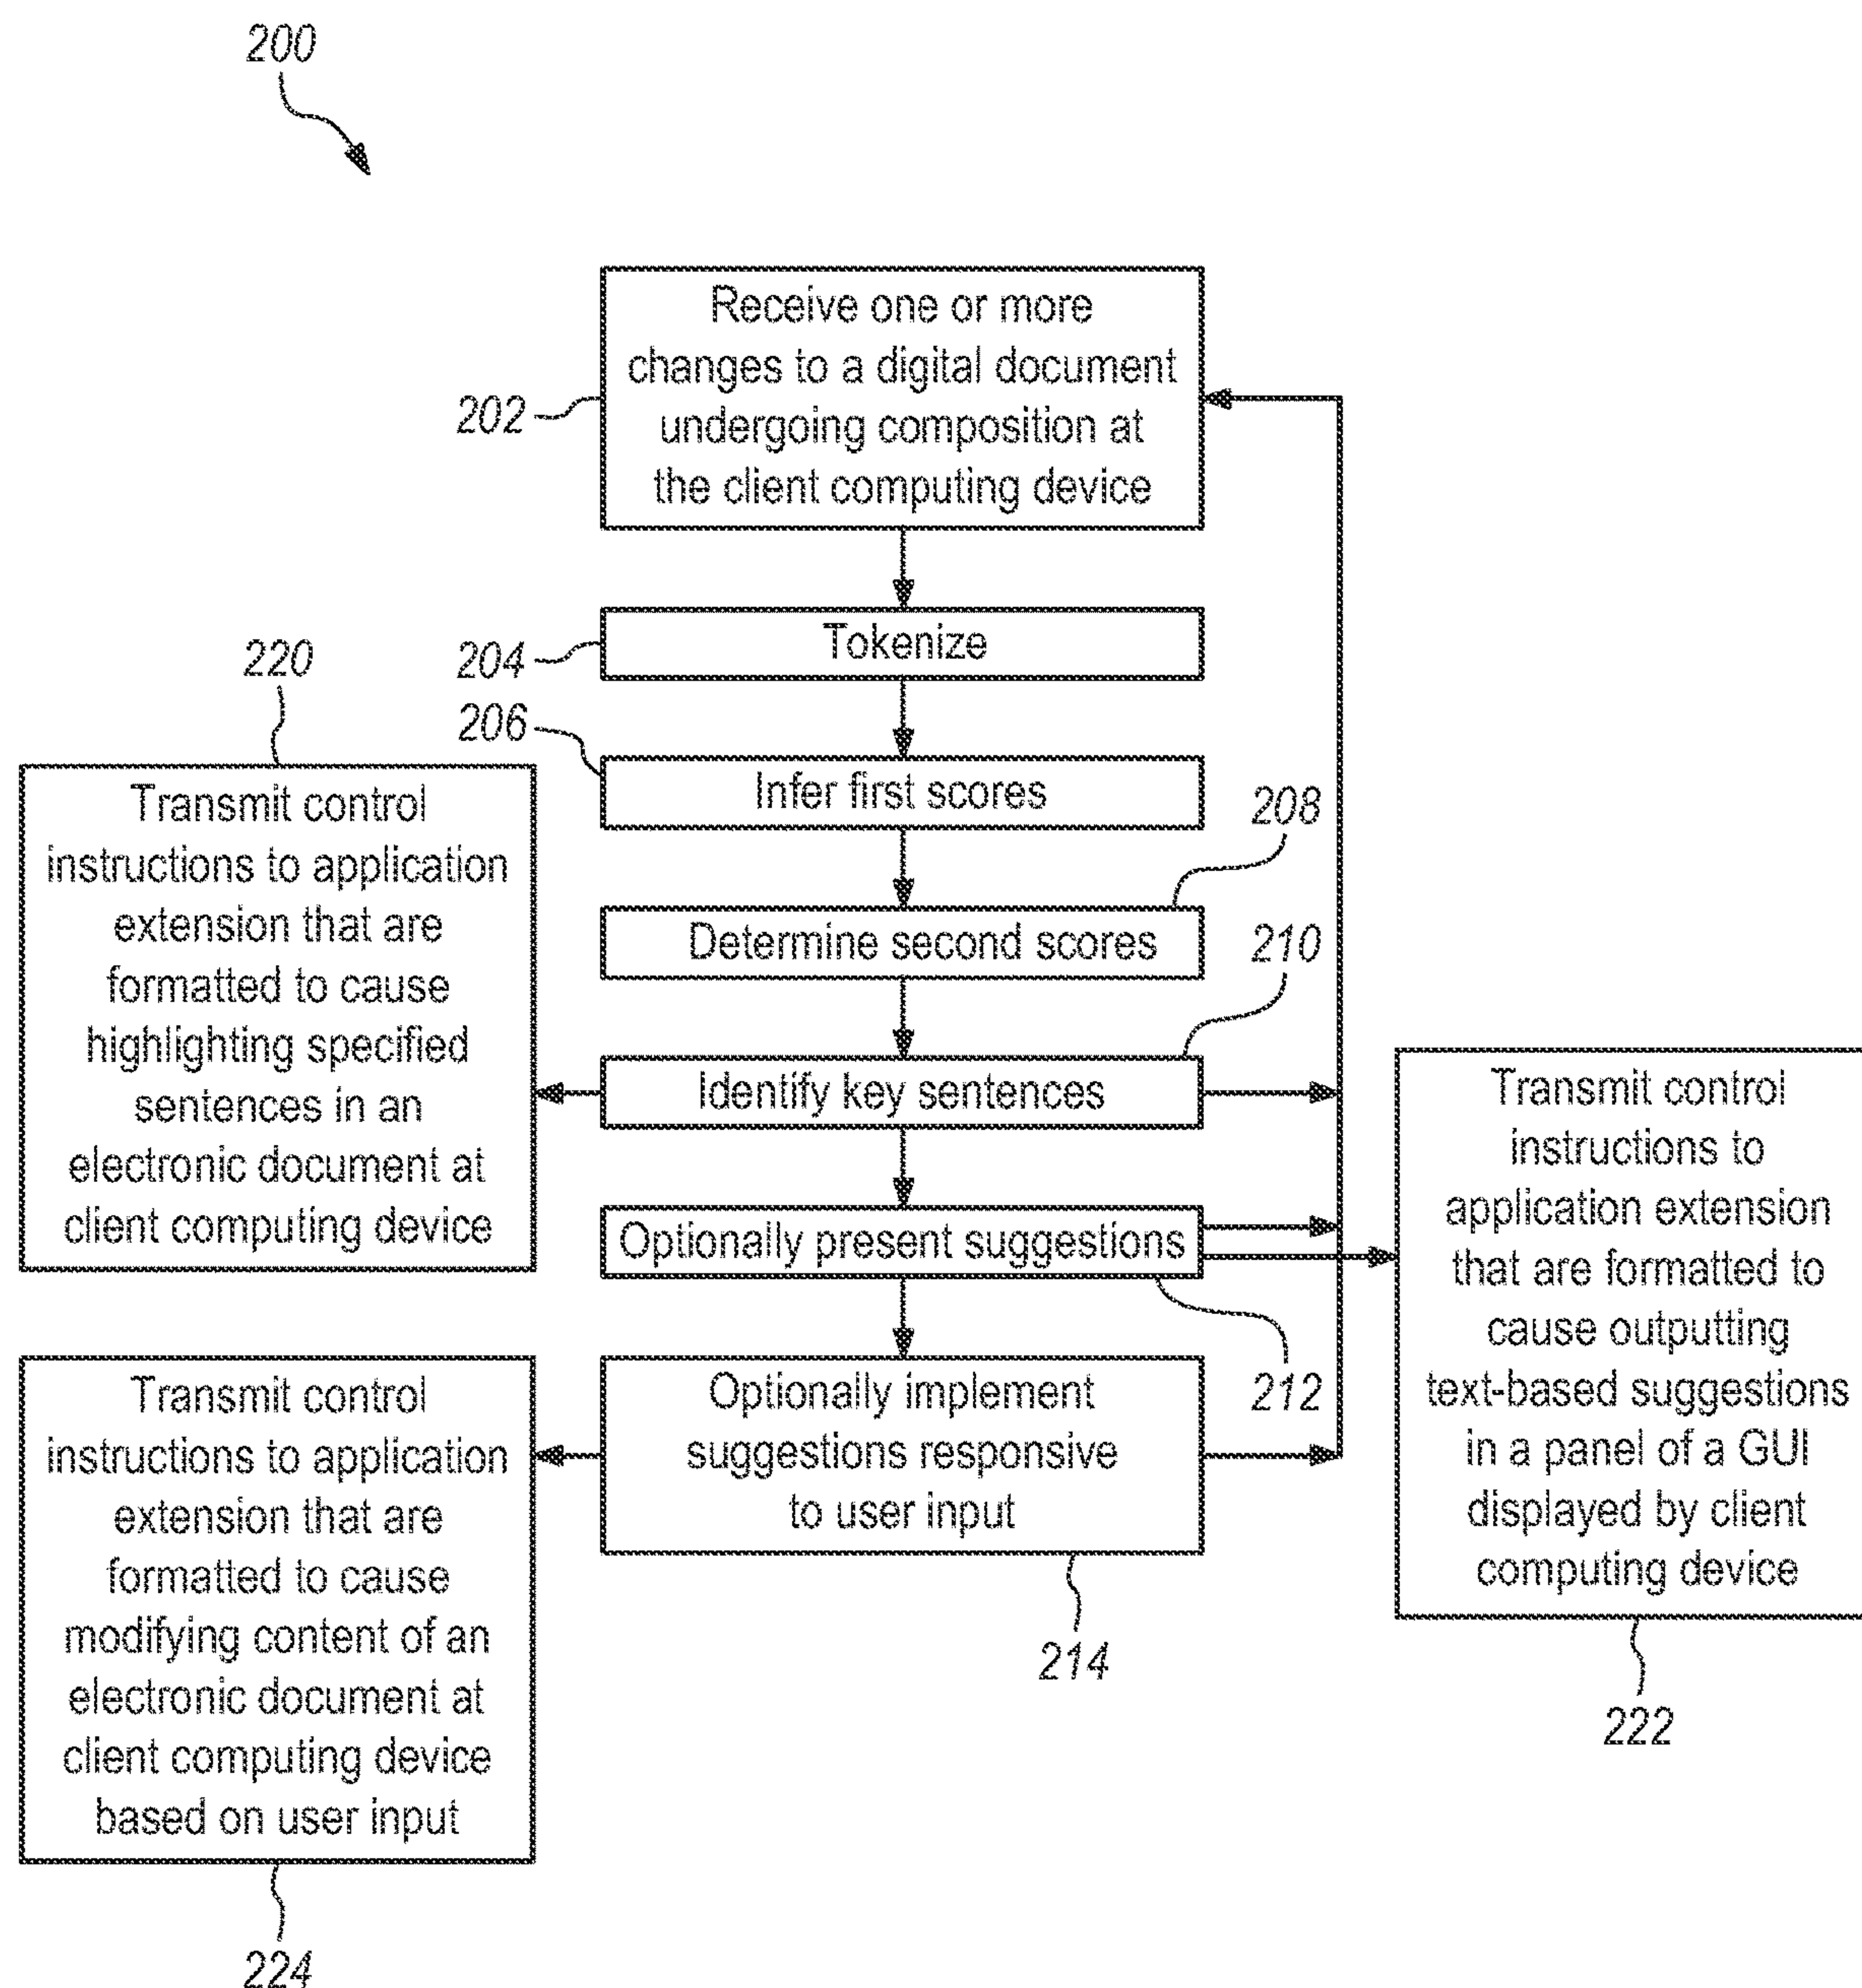 200
Receive one or more
changes to a digital document
undergoing composition at
the client computing device
202
Tokenize
204
Infer first scores
206
Determine second scores
208
Identify key sentences
210
Transmit control
instructions to application
extension that are
formatted to cause
highlighting specified
sentences in an
electronic document at
client computing device
220
Optionally present suggestions
212
Transmit control
instructions to
application extension
that are formatted to
cause outputting
text-based suggestions
in a panel of a GUI
displayed by client
computing device
222
Optionally implement
suggestions responsive
to user input
214
Transmit control
instructions to application
extension that are
formatted to cause
modifying content of an
electronic document at
client computing device
based on user input
224